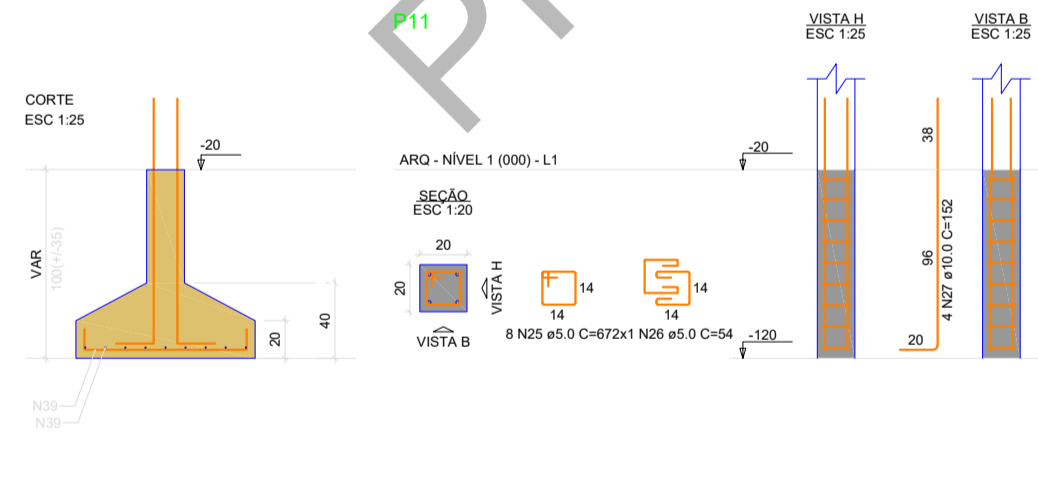 P11
VISTA H
ESC 1:25
VISTA B
ESC 1:25
CORTE
ESC 1:25
-20
ARQ - NÍVEL 1 (000) - L1
-20
SEÇÃO
ESC 1:20
20
20
VISTA H
VISTA B
14
14
14
14
8 N25 ø5.0 C=672x1 N26 ø5.0 C=54
-120
38
96
4 N27 ø10.0 C=152
20
VAR
100(+/-35)
40
20
N39
N39